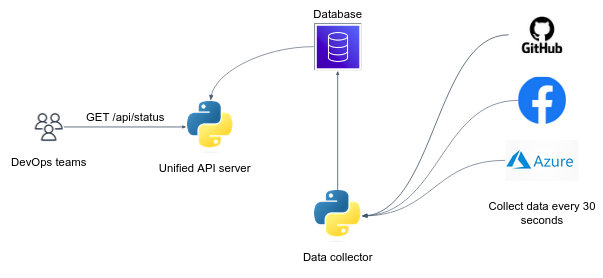 Database
GitHub
GET /api/status
Azure
DevOps teams
Unified API server
Collect data every 30
seconds
Data collector